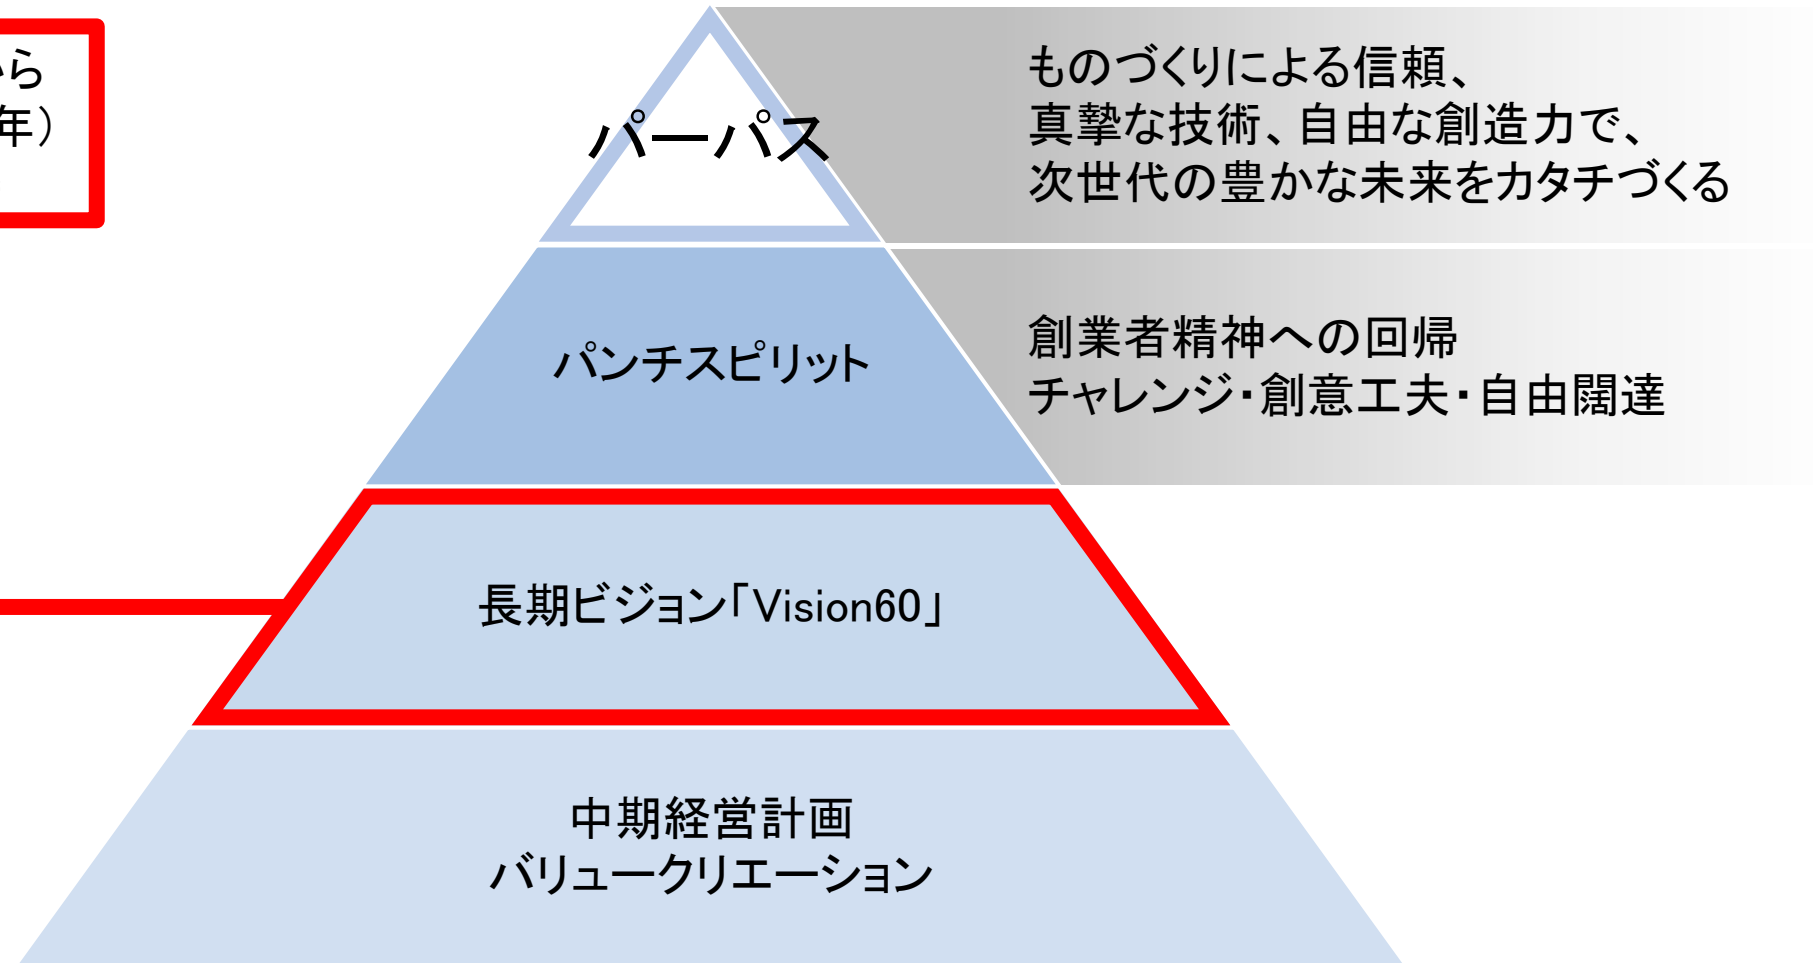 から
年）
パーパス
ものづくりによる信頼、
真摯な技術、自由な創造力で、
次世代の豊かな未来をカタチづくる
パンチスピリット
創業者精神への回帰
チャレンジ・創意工夫・自由闊達
長期ビジョン「Vision60」
中期経営計画
バリュークリエーション